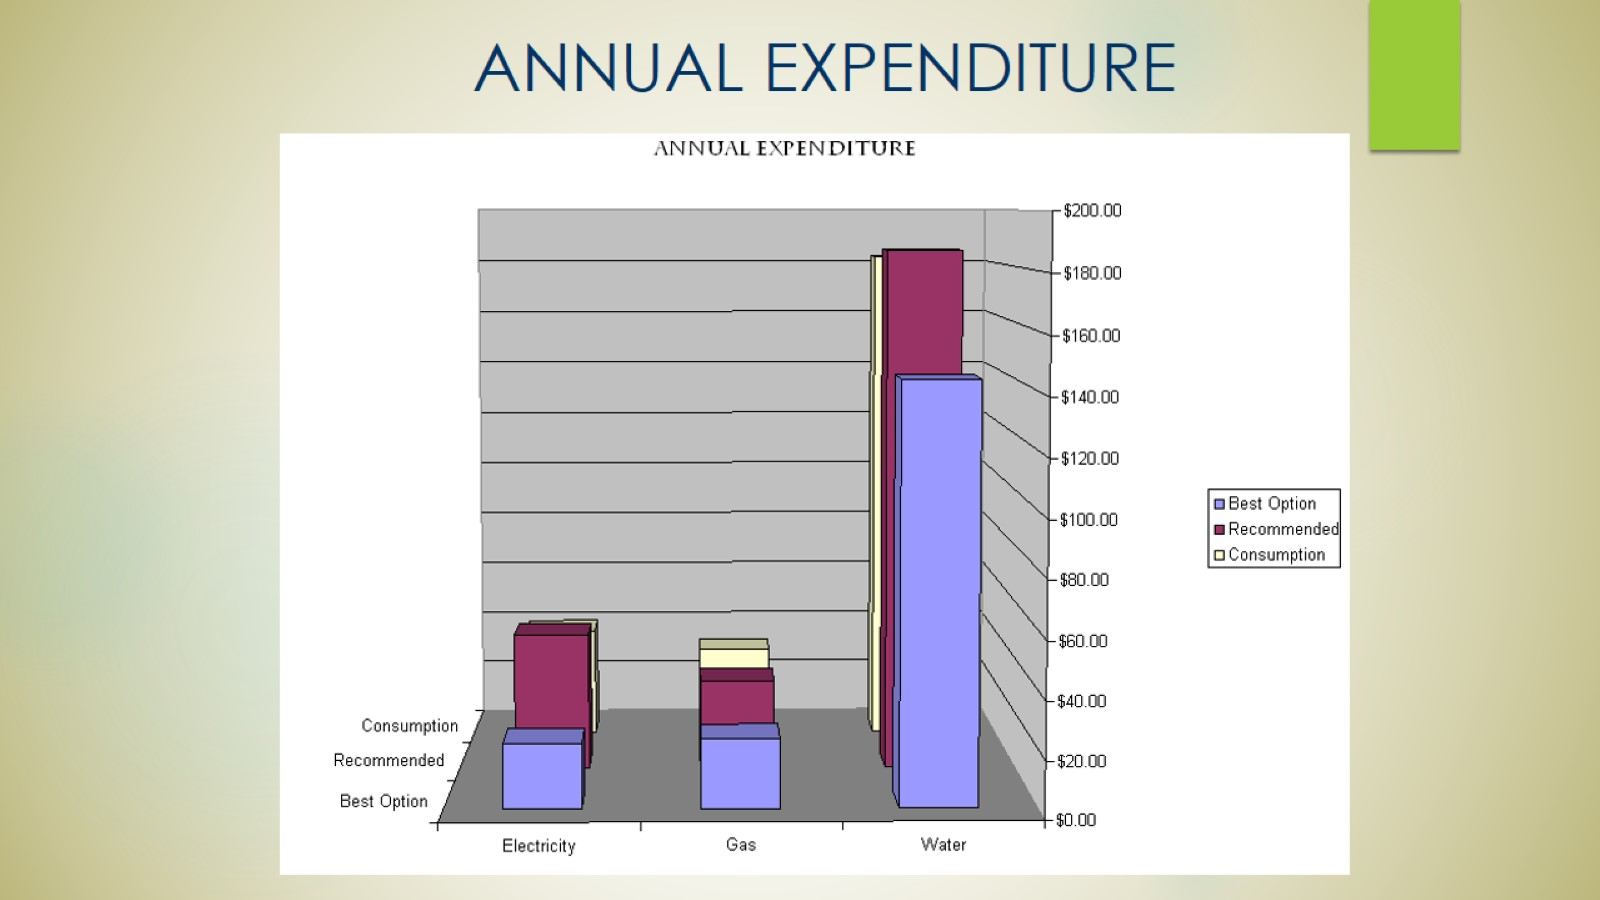 ANNUAL EXPENDITURE
ANNUAL EXPENDITURE
$200.00
$180.00
$160.00
$140.00
$120.00
$100.00
$80.00
$60.00
$40.00
$20.00
$0.00
Consumption
Recommended
Best Option
Electricity
Gas
Water
Best Option
Recommended
Consumption